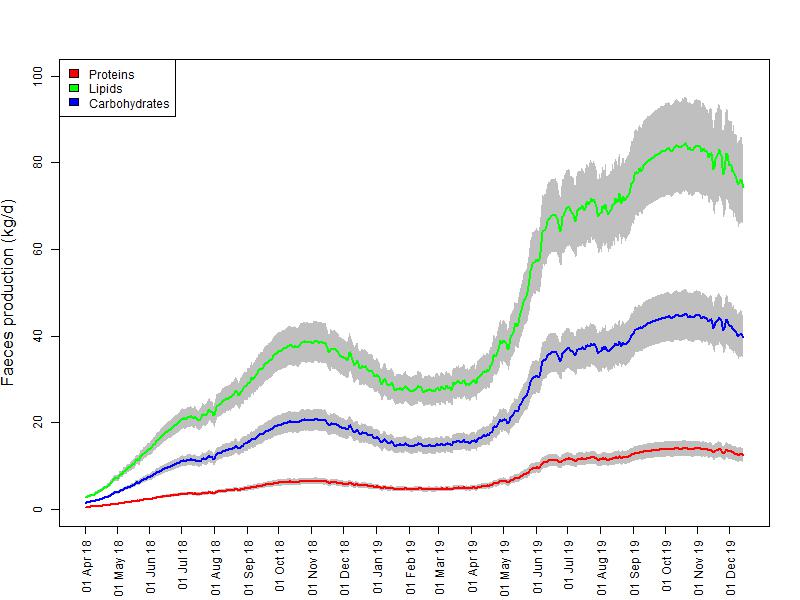 Proteins
Lipids
Carbohydrates
Faeces production (kg/d)
100
80
60
40
20
0
01 Apr 18
01 May 18
01 Jun 18
01 Jul 18
01 Aug 18
01 Sep 18
01 Oct 18
01 Nov 18
01 Dec 18
01 Jan 19
01 Feb 19
01 Mar 19
01 Apr 19
01 May 19
01 Jun 19
01 Jul 19
01 Aug 19
01 Sep 19
01 Oct 19
01 Nov 19
01 Dec 19